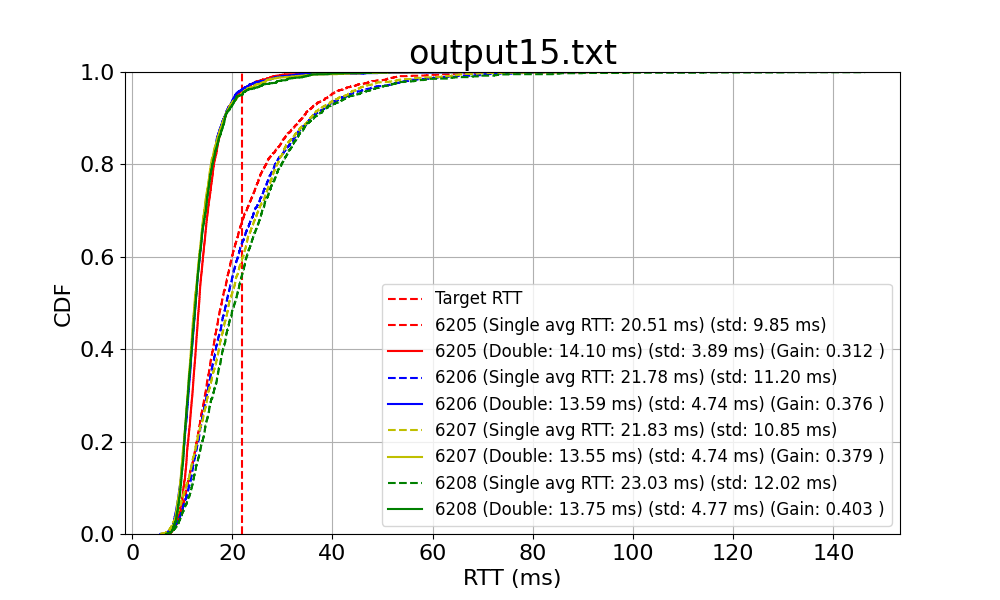 output15.txt
1.0
0.8
0.6
0.4
0.2
0.0
CDF
Target RTT
6205 (Single avg RTT: 20.51 ms) (std: 9.85 ms)
6205 (Double: 14.10 ms) (std: 3.89 ms) (Gain: 0.312 )
6206 (Single avg RTT: 21.78 ms) (std: 11.20 ms)
6206 (Double: 13.59 ms) (std: 4.74 ms) (Gain: 0.376 )
6207 (Single avg RTT: 21.83 ms) (std: 10.85 ms)
6207 (Double: 13.55 ms) (std: 4.74 ms) (Gain: 0.379 )
6208 (Single avg RTT: 23.03 ms) (std: 12.02 ms)
6208 (Double: 13.75 ms) (std: 4.77 ms) (Gain: 0.403 )
0 20 40 60 80 100 120 140
RTT (ms)